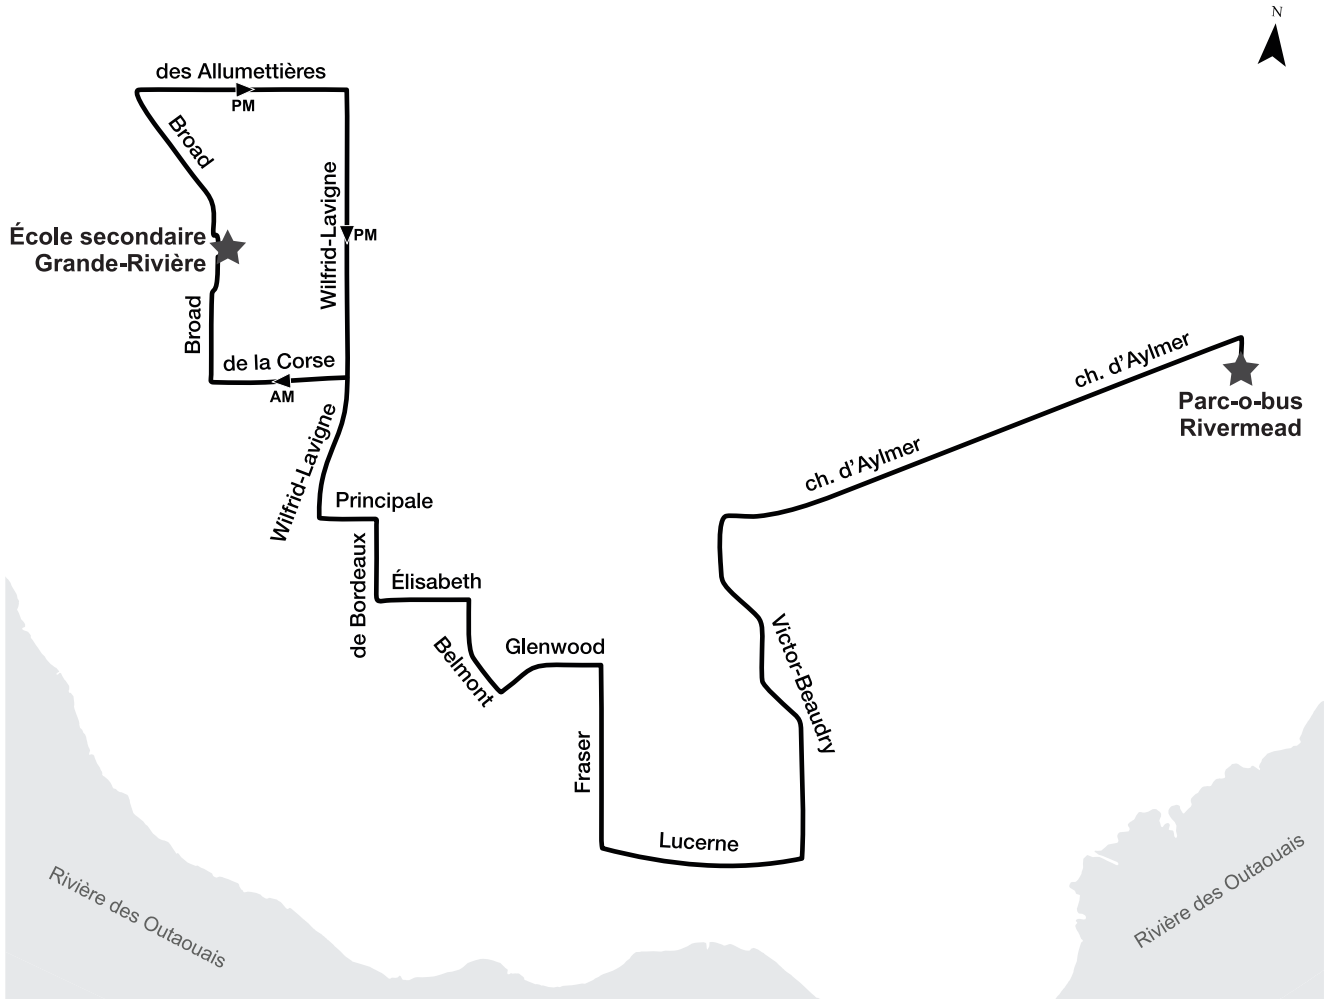 N
des Allumettières
PM
Broad
Wilfrid-Lavigne
PM
École secondaire
Grande-Rivière
Broad
de la Corse
AM
ch. d'Aylmer
Parc-o-bus
Rivermead
Wilfrid-Lavigne
ch. d'Aylmer
Principale
de Bordeaux
Élisabeth
Belmont
Glenwood
Victor-Beaudry
Fraser
Lucerne
Rivière des Outaouais
Rivière des Outaouais